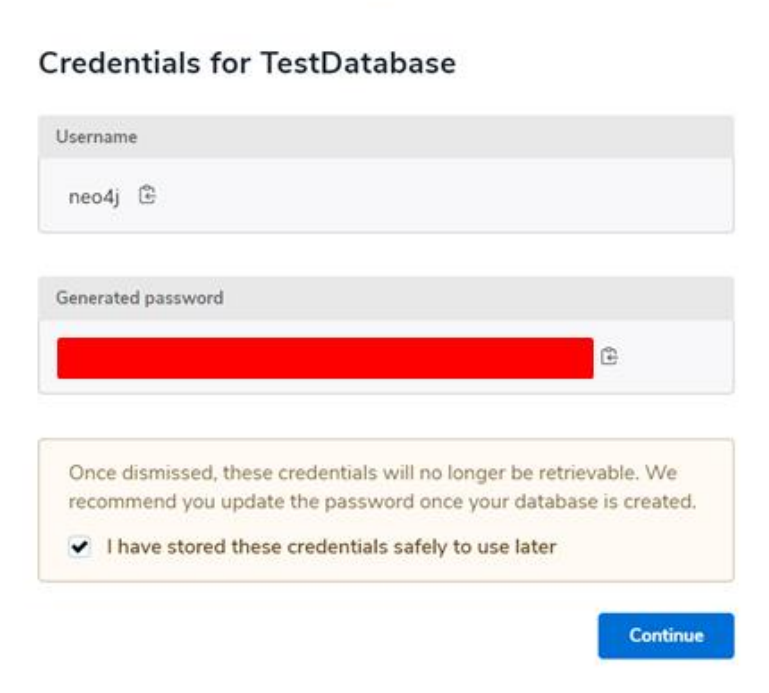 Credentials for TestDatabase
Username
neo4j
Generated password
Once dismissed, these credentials will no longer be retrievable. We
recommend you update the password once your database is created.
I have stored these credentials safely to use later
Continue